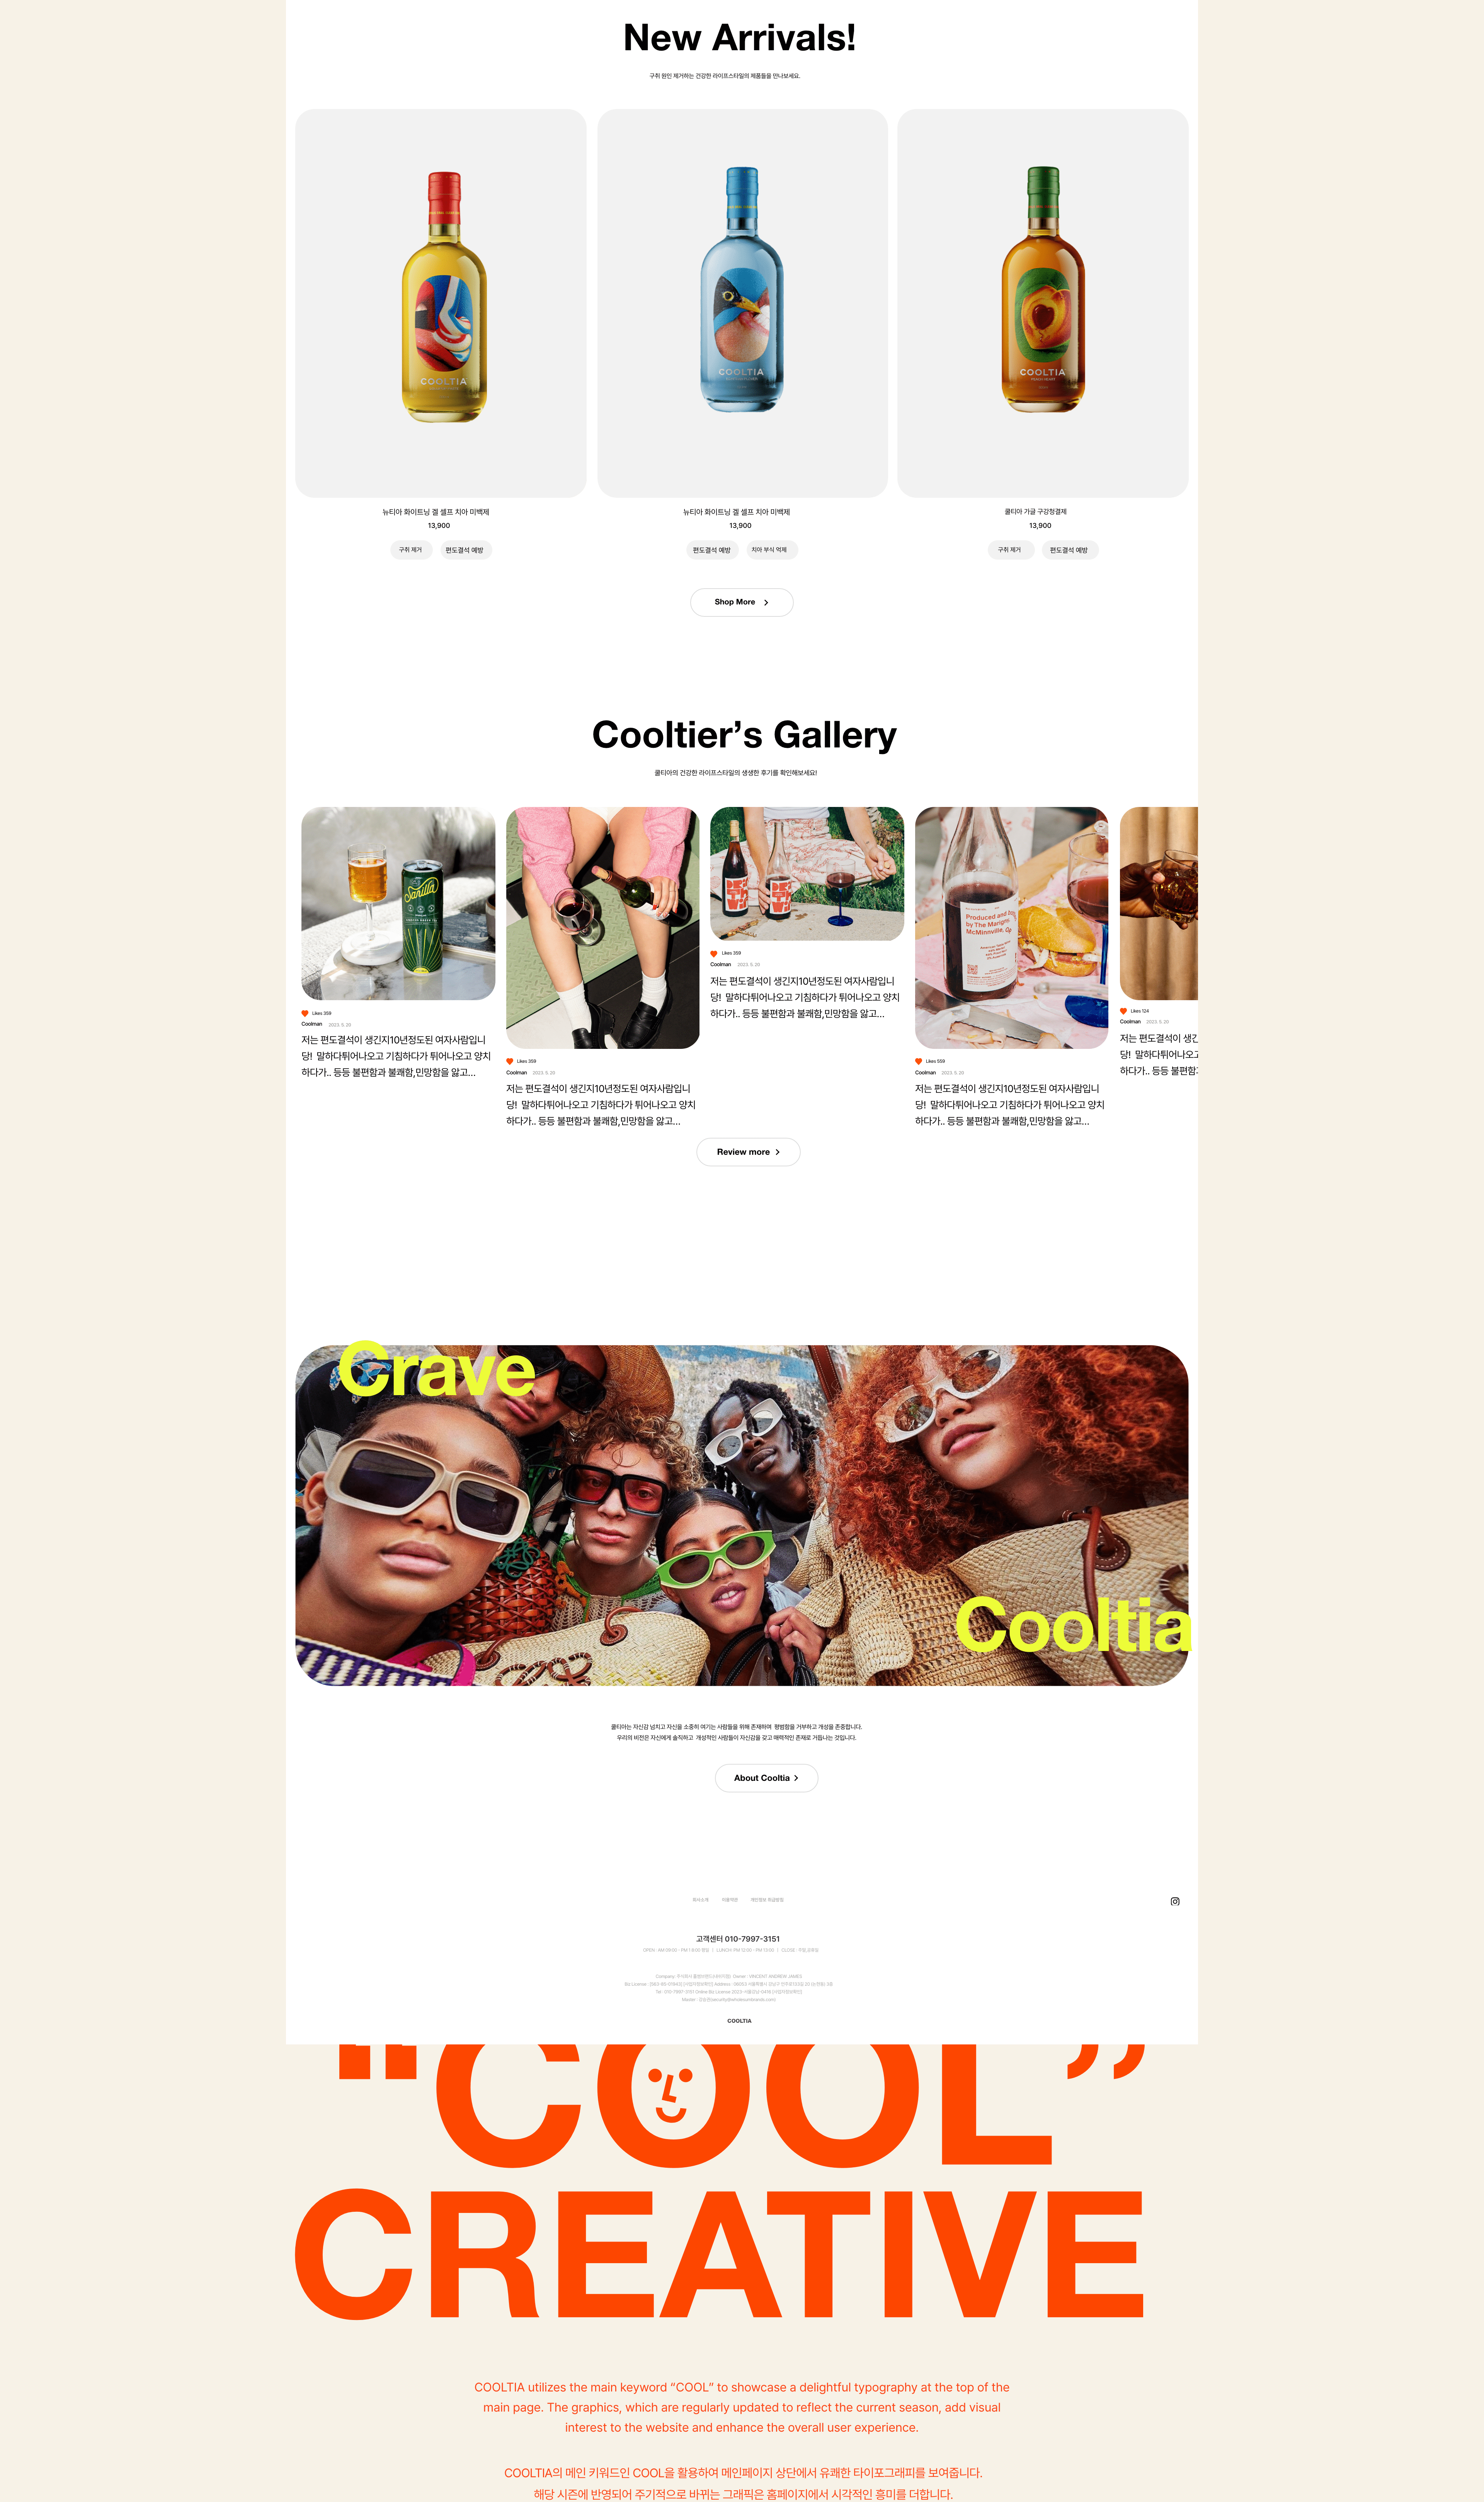 New Arrivals!
구취 원인 제거하는 건강한 라이프스타일의 제품들을 만나보세요.
COOLTIA
COOLTIA
COOLTIA
PEACH HEART
뉴티아 화이트닝 겔 셀프 치아 미백제
13,900
구취 제거
편도결석 예방
뉴티아 화이트닝 겔 셀프 치아 미백제
13,900
편도결석 예방
치아 부식 억제
쿨티아 가글 구강청결제
13,900
구취 제거
편도결석 예방
Shop More
Cooltier’s Gallery
쿨티아의 건강한 라이프스타일의 생생한 후기를 확인해보세요!
Sarilla
Likes 359
Coolman 2023. 5. 20
저는 편도결석이 생긴지10년정도된 여자사람입니
당! 말하다튀어나오고 기침하다가 튀어나오고 양치
하다가.. 등등 불편함과 불쾌함,민망함을 앓고...
Likes 359
Coolman 2023. 5. 20
저는 편도결석이 생긴지10년정도된 여자사람입니
당! 말하다튀어나오고 기침하다가 튀어나오고 양치
하다가.. 등등 불편함과 불쾌함,민망함을 앓고...
Likes 359
Coolman 2023. 5. 20
저는 편도결석이 생긴지10년정도된 여자사람입니
당! 말하다튀어나오고 기침하다가 튀어나오고 양치
하다가.. 등등 불편함과 불쾌함,민망함을 앓고...
Produced and
by The Marigny
McMinnville,
Likes 559
Coolman 2023. 5. 20
저는 편도결석이 생긴지10년정도된 여자사람입니
당! 말하다튀어나오고 기침하다가 튀어나오고 양치
하다가.. 등등 불편함과 불쾌함,민망함을 앓고...
Likes 124
Coolman 2023. 5. 20
저는 편도결석이 생긴
당! 말하다튀어나오고
하다가.. 등등 불편함과
Review more
Crave
Cooltia
쿨티아는 자신감 넘치고 자신을 소중히 여기는 사람들을 위해 존재하며 평범함을 거부하고 개성을 존중합니다.
우리의 비전은 자신에게 솔직하고 개성적인 사람들이 자신감을 갖고 매력적인 존재로 거듭나는 것입니다.
About Cooltia
회사소개 이용약관 개인정보 취급방침
고객센터 010-7997-3151
COOLTIA
“COOL”
CREATIVE
COOLTIA utilizes the main keyword “COOL” to showcase a delightful typography at the top of the
main page. The graphics, which are regularly updated to reflect the current season, add visual
interest to the website and enhance the overall user experience.
COOLTIA의 메인 키워드인 COOL을 활용하여 메인페이지 상단에서 유쾌한 타이포그래피를 보여줍니다.
해당 시즌에 반영되어 주기적으로 바뀌는 그래픽은 홈페이지에서 시각적인 흥미를 더합니다.